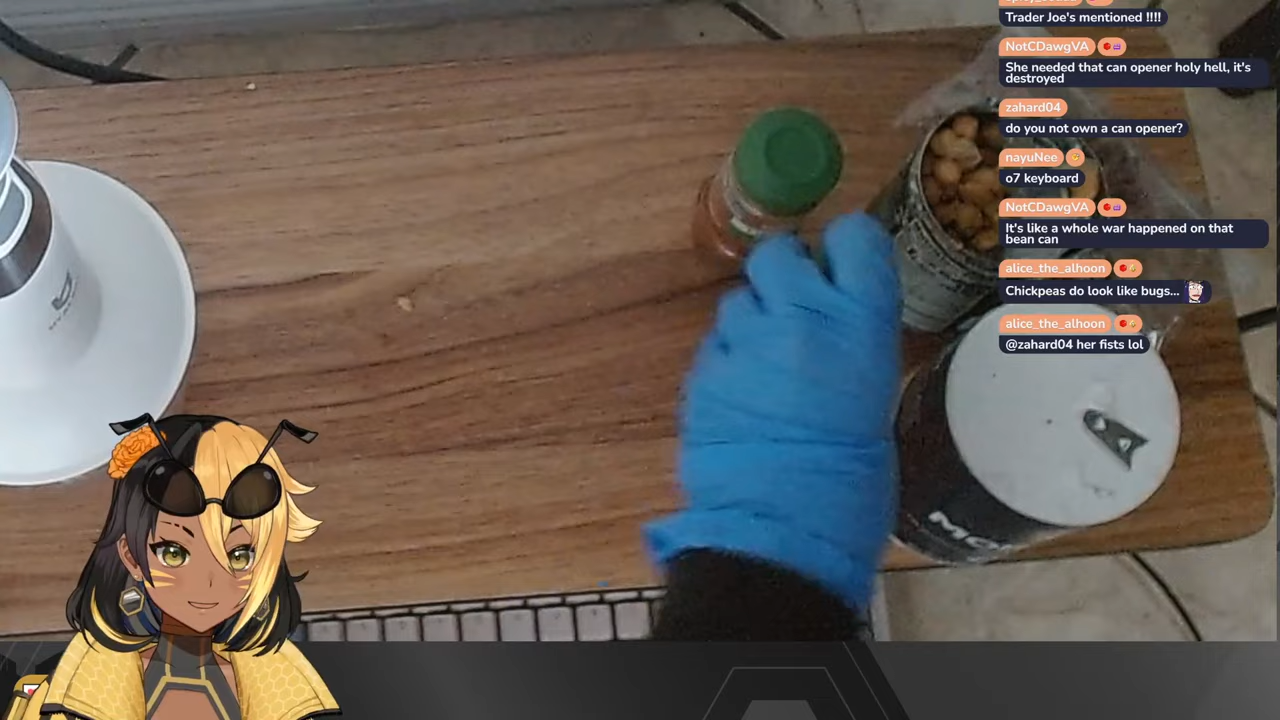 Trader Joe's mentioned !!!!
NotCDawgVA
She needed that can opener holy hell, it's
destroyed
zahard04
do you not own a can opener?
nayuNee
o7 keyboard
NotCDawgVA
It's like a whole war happened on that
bean can
alice_the_alhoon
Chickpeas do look like bugs...
alice_the_alhoon
@zahard04 her fists lol